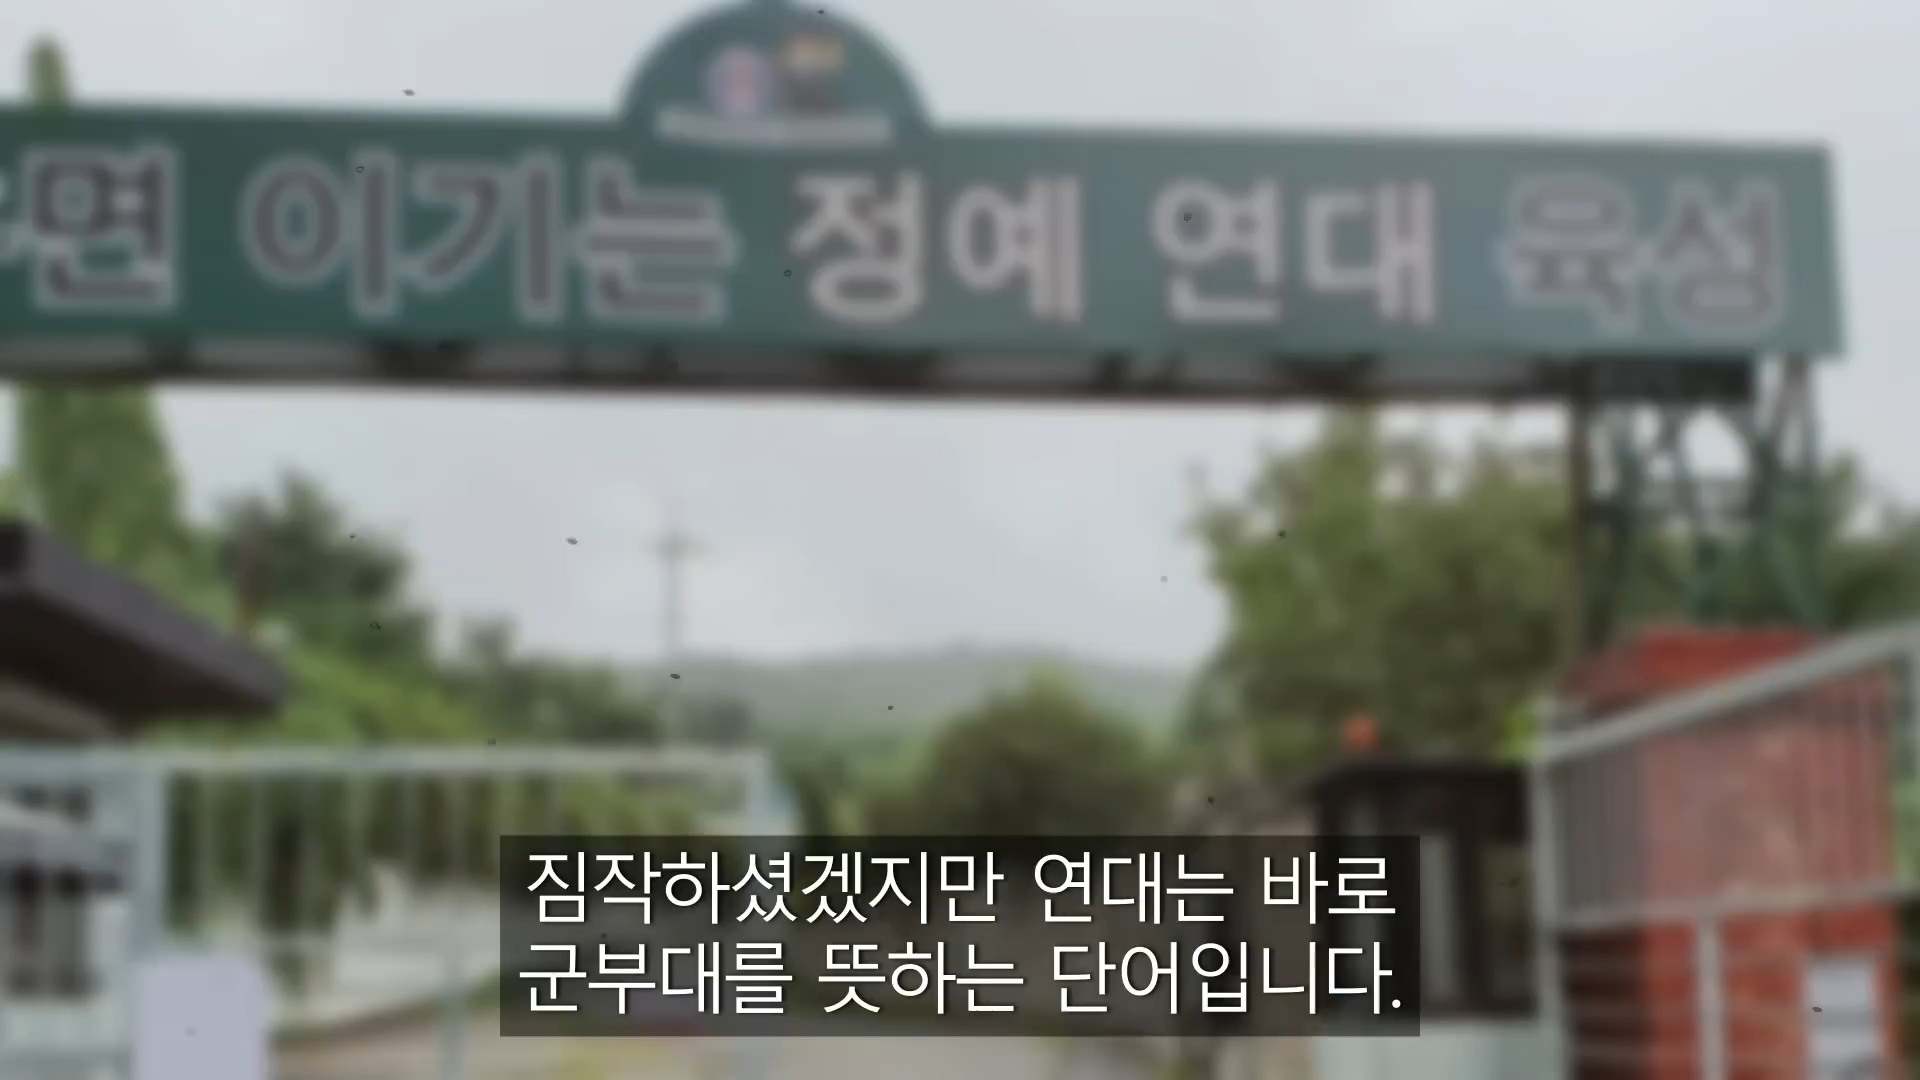 면 이기는 정예 연대 육성
짐작하셨겠지만 연대는 바로
군부대를 뜻하는 단어입니다.